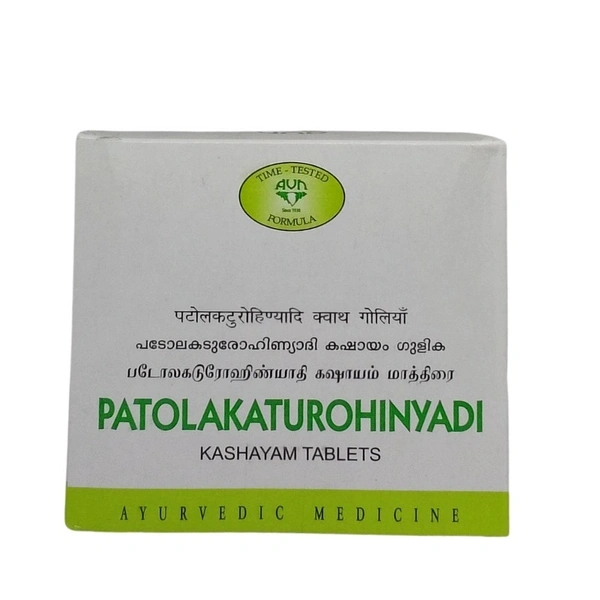 TIME - TESTED
AVN
Since 1930
FORMULA
पटोलकटुरोहिण्यादि क्वाथ गोलियाँ
പടോലകടുരോഹിണ്യാദി കഷായം ഗുളിക
படோலகடுரோஹிண்யாதி கஷாயம் மாத்திரை
PATOLAKATUROHINYADI
KASHAYAM TABLETS
AYURVEDIC MEDICINE